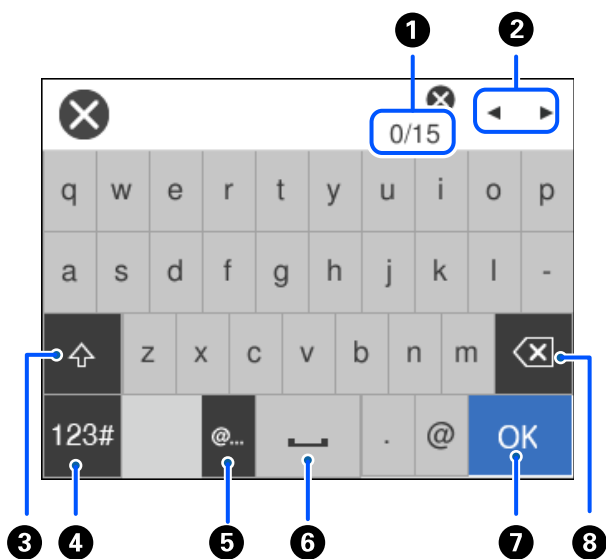 1 2
0/15
q w e r t y u i o p
a s d f g h j k l -
z x c v b n m
123# @... . @ OK
3 4 5 6 7 8